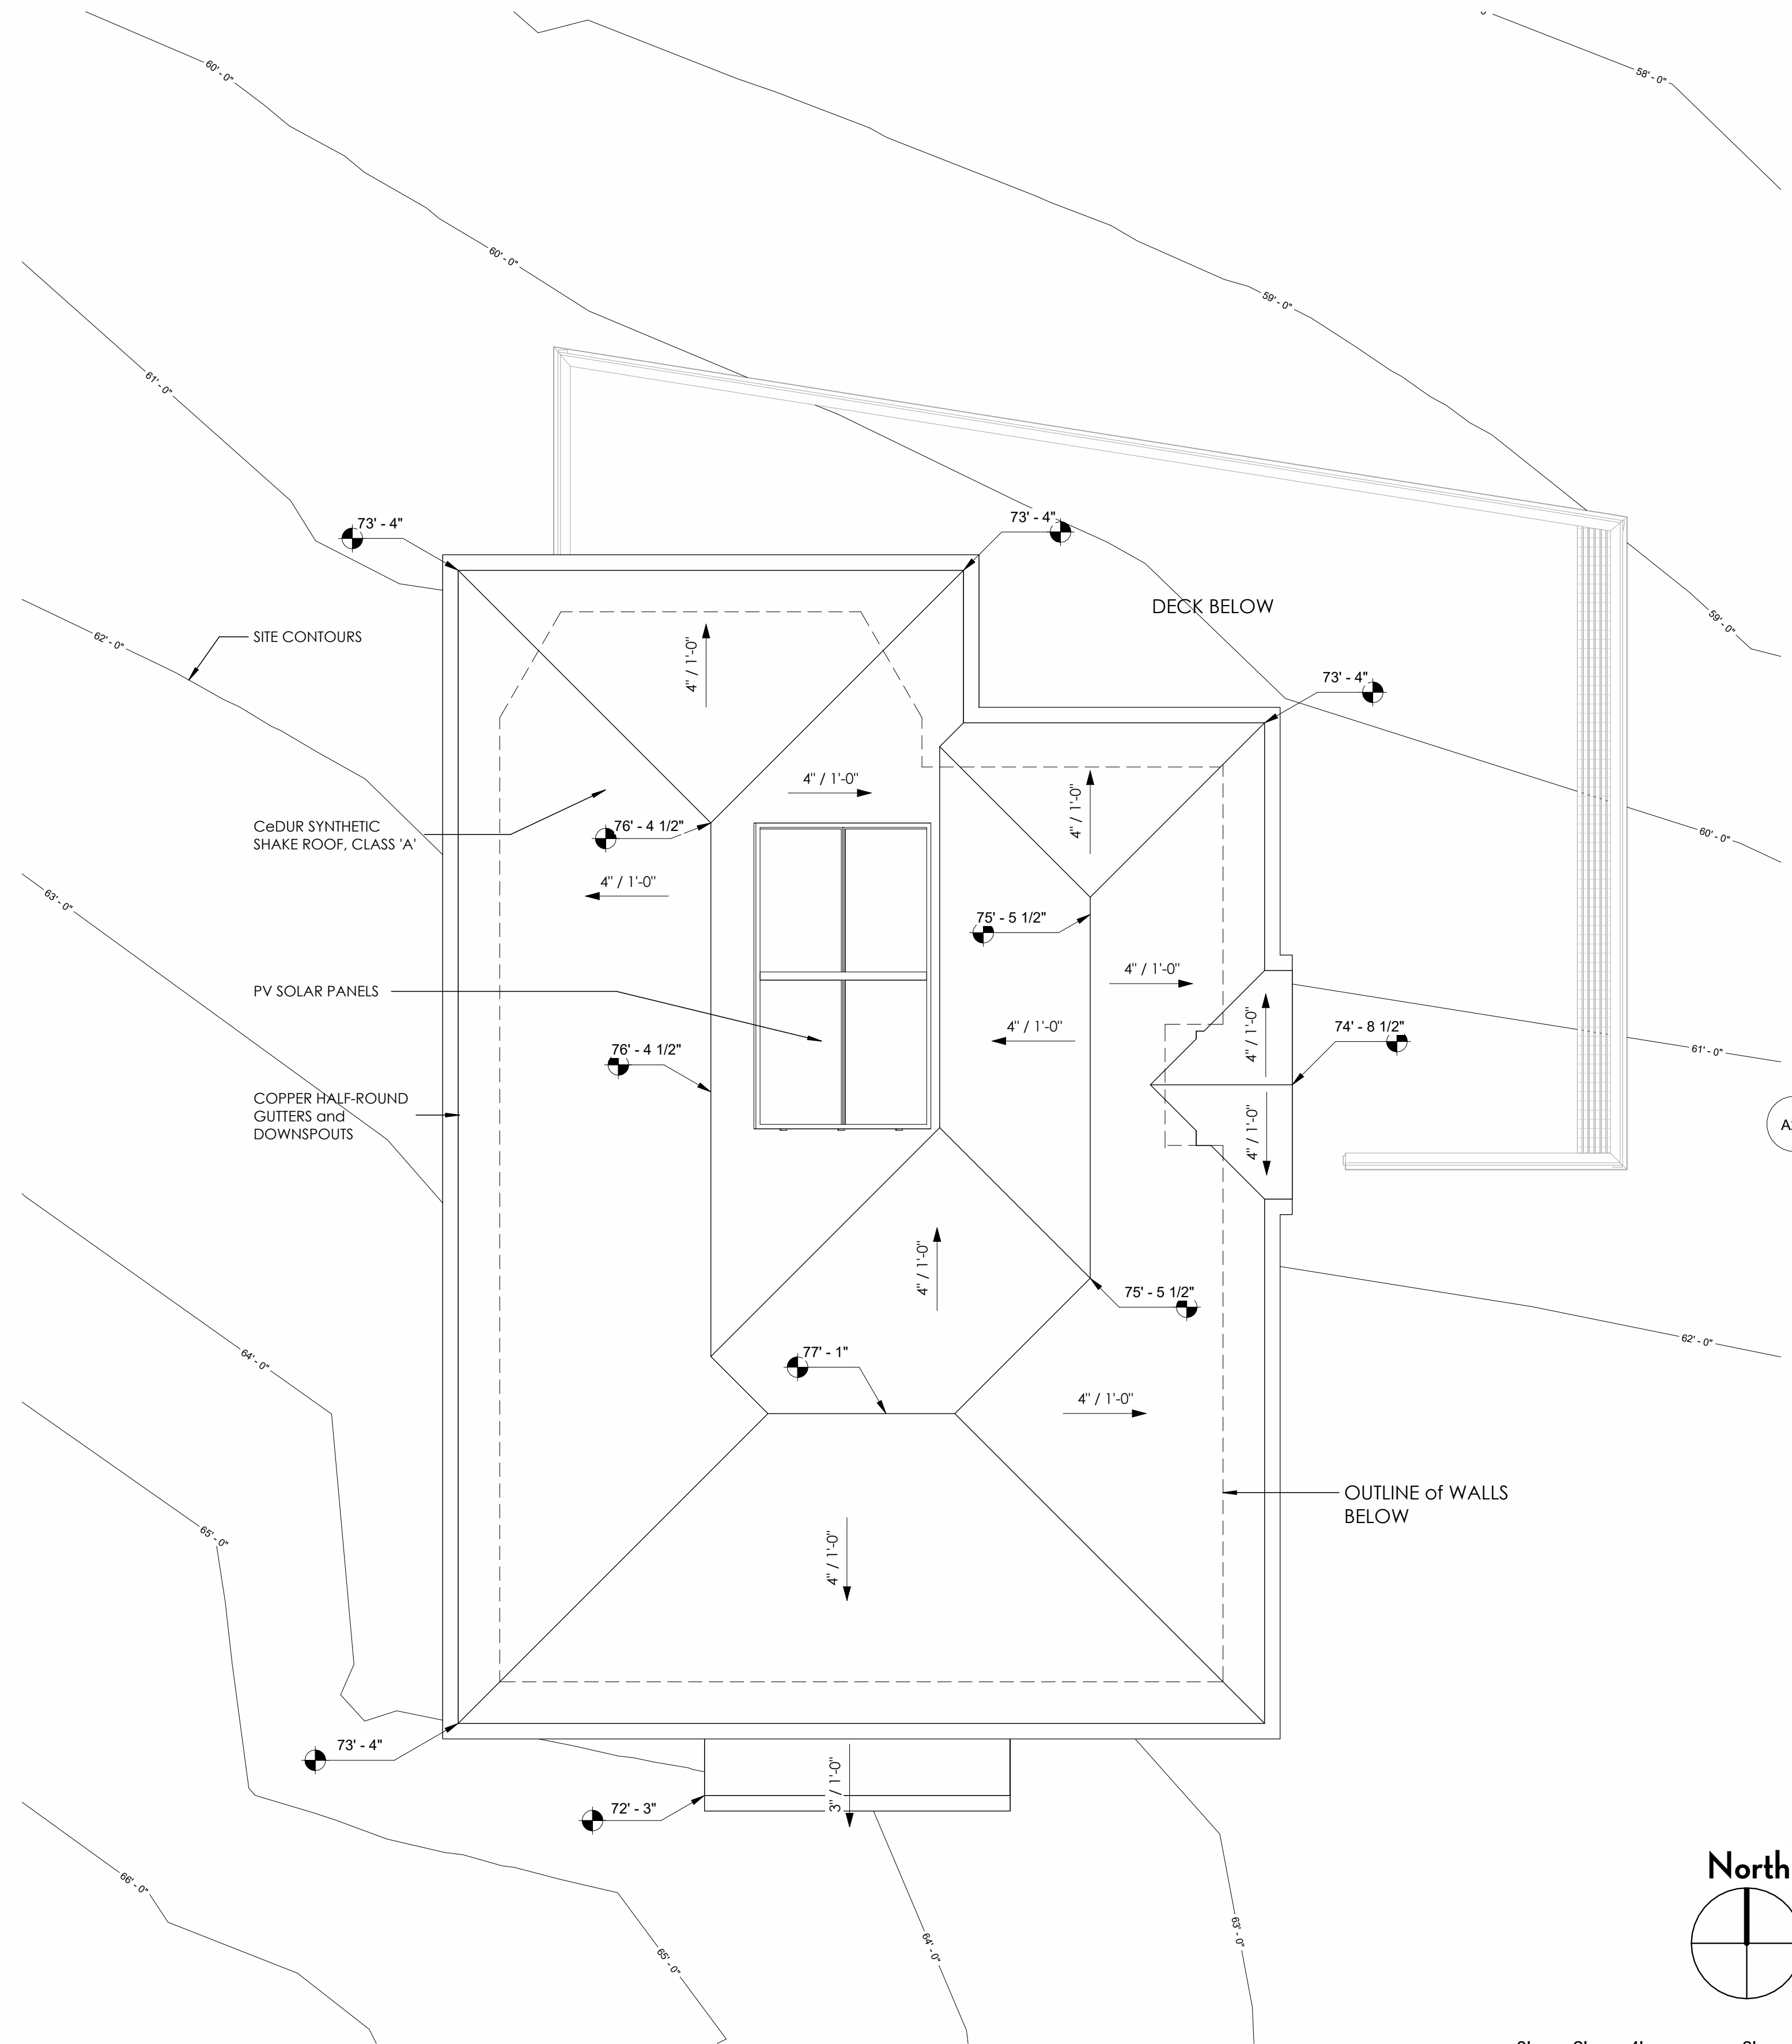 58' - 0"
60' - 0"
60' - 0"
59' - 0"
61' - 0"
73' - 4"
73' - 4"
DECK BELOW
59' - 0"
62' - 0"
SITE CONTOURS
4" / 1'-0"
73' - 4"
4" / 1'-0"
4" / 1'-0"
CeDUR SYNTHETIC
SHAKE ROOF, CLASS 'A'
76' - 4 1/2"
60' - 0"
4" / 1'-0"
63' - 0"
75' - 5 1/2"
4" / 1'-0"
PV SOLAR PANELS
4" / 1'-0"
4" / 1'-0"
74' - 8 1/2"
76' - 4 1/2"
61' - 0"
COPPER HALF-ROUND
GUTTERS and
DOWNSPOUTS
4" / 1'-0"
4" / 1'-0"
75' - 5 1/2"
62' - 0"
64' - 0"
77' - 1"
4" / 1'-0"
OUTLINE of WALLS
BELOW
65' - 0"
4" / 1'-0"
73' - 4"
3" / 1'-0"
72' - 3"
North
66' - 0"
65' - 0"
64' - 0"
63' - 0"